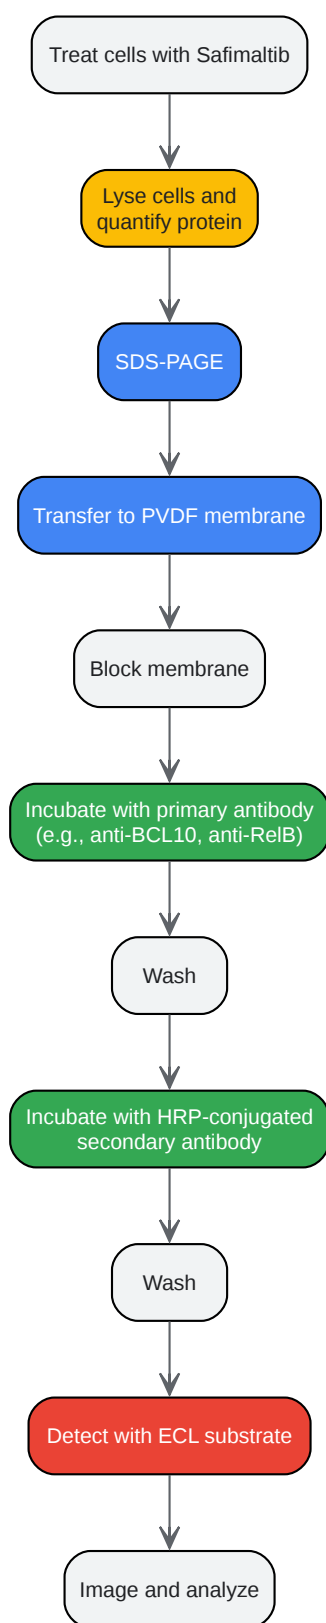 Treat cells with Safimaltib
Lyse cells and
quantify protein
SDS-PAGE
Transfer to PVDF membrane
Block membrane
Incubate with primary antibody
(e.g., anti-BCL10, anti-RelB)
Wash
Incubate with HRP-conjugated
secondary antibody
Wash
Detect with ECL substrate
Image and analyze